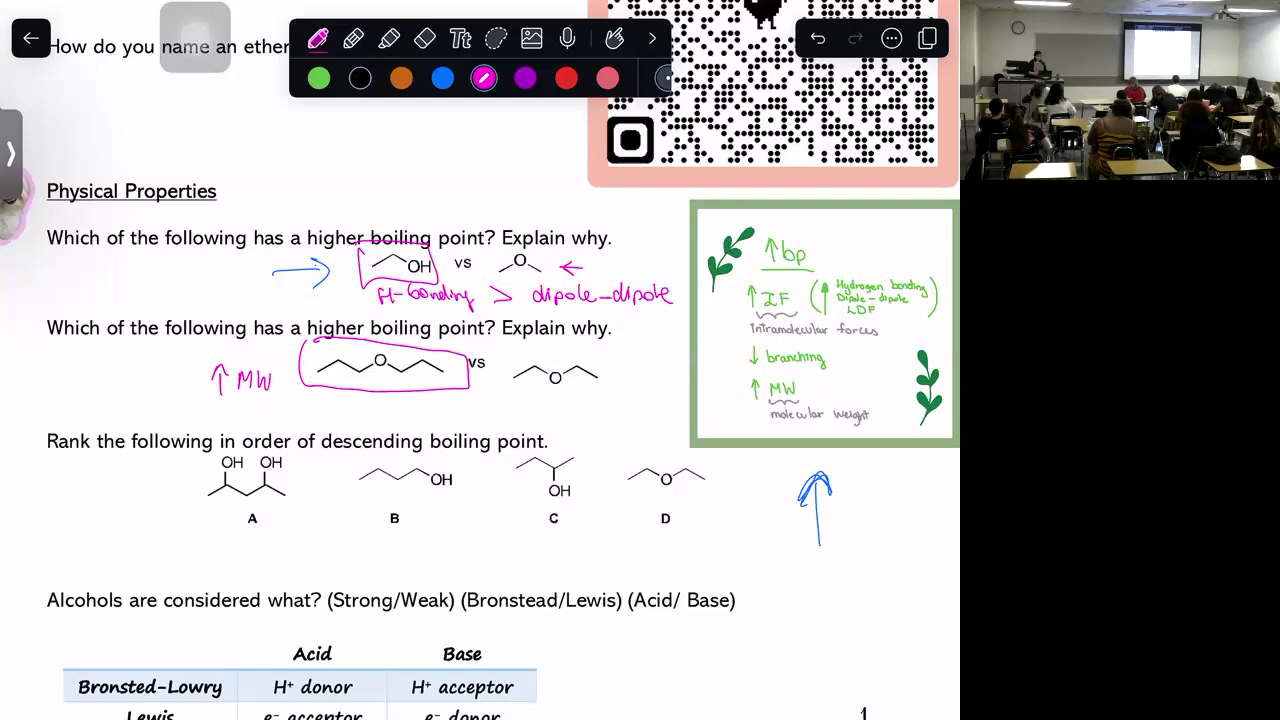 How do you name an ether
Tt
Physical Properties
Which of the following has a higher boiling point? Explain why.
OH vs O
H-bonding > dipole-dipole
Which of the following has a higher boiling point? Explain why.
↑ MW O vs O
Rank the following in order of descending boiling point.
OH OH OH OH O
A B C D
Alcohols are considered what? (Strong/Weak) (Bronstead/Lewis) (Acid/ Base)
Acid Base
Bronsted-Lowry H+ donor H+ acceptor
Lewis e- acceptor e- donor
1
↑bp
↑ IF (↑ Hydrogen bonding
Dipole-dipole
LDF)
intramolecular forces
↓ branching
↑ MW
molecular weight